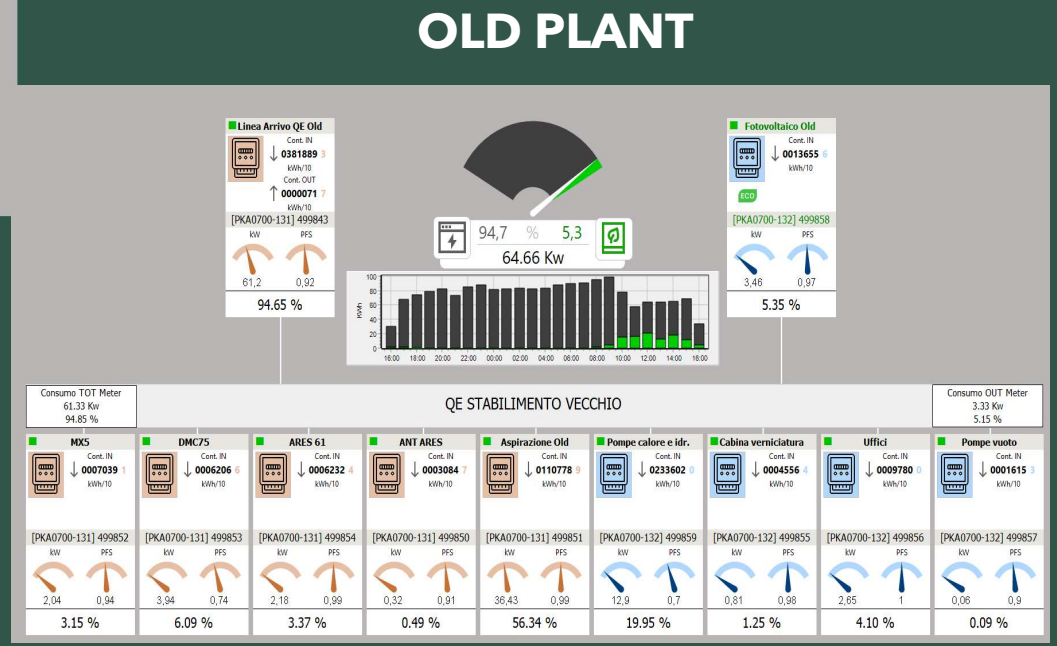 OLD PLANT
Linea Arrivo QE Old
Cont. IN
0381889 3
kWh/10
Cont. OUT
0000071 7
kWh/10
[PKA0700-131] 499843
kW PFS
61,2 0,92
94.65 %
94,7 % 5,3
64.66 Kw
Fotovoltaico Old
Cont. IN
0013655 6
kWh/10
ECO
[PKA0700-132] 499858
kW PFS
3,46 0,97
5.35 %
KWh
100
80
60
40
20
0
16:00 18:00 20:00 22:00 00:00 02:00 04:00 06:00 08:00 10:00 12:00 14:00 16:00
Consumo TOT Meter
61.33 Kw
94.85 %
QE STABILIMENTO VECCHIO
Consumo OUT Meter
3.33 Kw
5.15 %
MX5
Cont. IN
0007039 1
kWh/10
[PKA0700-131] 499852
kW PFS
2,04 0,94
3.15 %
DMC75
Cont. IN
0006206 6
kWh/10
[PKA0700-131] 499853
kW PFS
3,94 0,74
6.09 %
ARES 61
Cont. IN
0006232 4
kWh/10
[PKA0700-131] 499854
kW PFS
2,18 0,99
3.37 %
ANT ARES
Cont. IN
0003084 7
kWh/10
[PKA0700-131] 499850
kW PFS
0,32 0,91
0.49 %
Aspirazione Old
Cont. IN
0110778 9
kWh/10
[PKA0700-131] 499851
kW PFS
36,43 0,99
56.34 %
Pompe calore e idr.
Cont. IN
0233602 0
kWh/10
[PKA0700-132] 499859
kW PFS
12,9 0,7
19.95 %
Cabina verniciatura
Cont. IN
0004556 4
kWh/10
[PKA0700-132] 499855
kW PFS
0,81 0,98
1.25 %
Uffici
Cont. IN
0009780 0
kWh/10
[PKA0700-132] 499856
kW PFS
2,65 1
4.10 %
Pompe vuoto
Cont. IN
0001615 3
kWh/10
[PKA0700-132] 499857
kW PFS
0,06 0,9
0.09 %